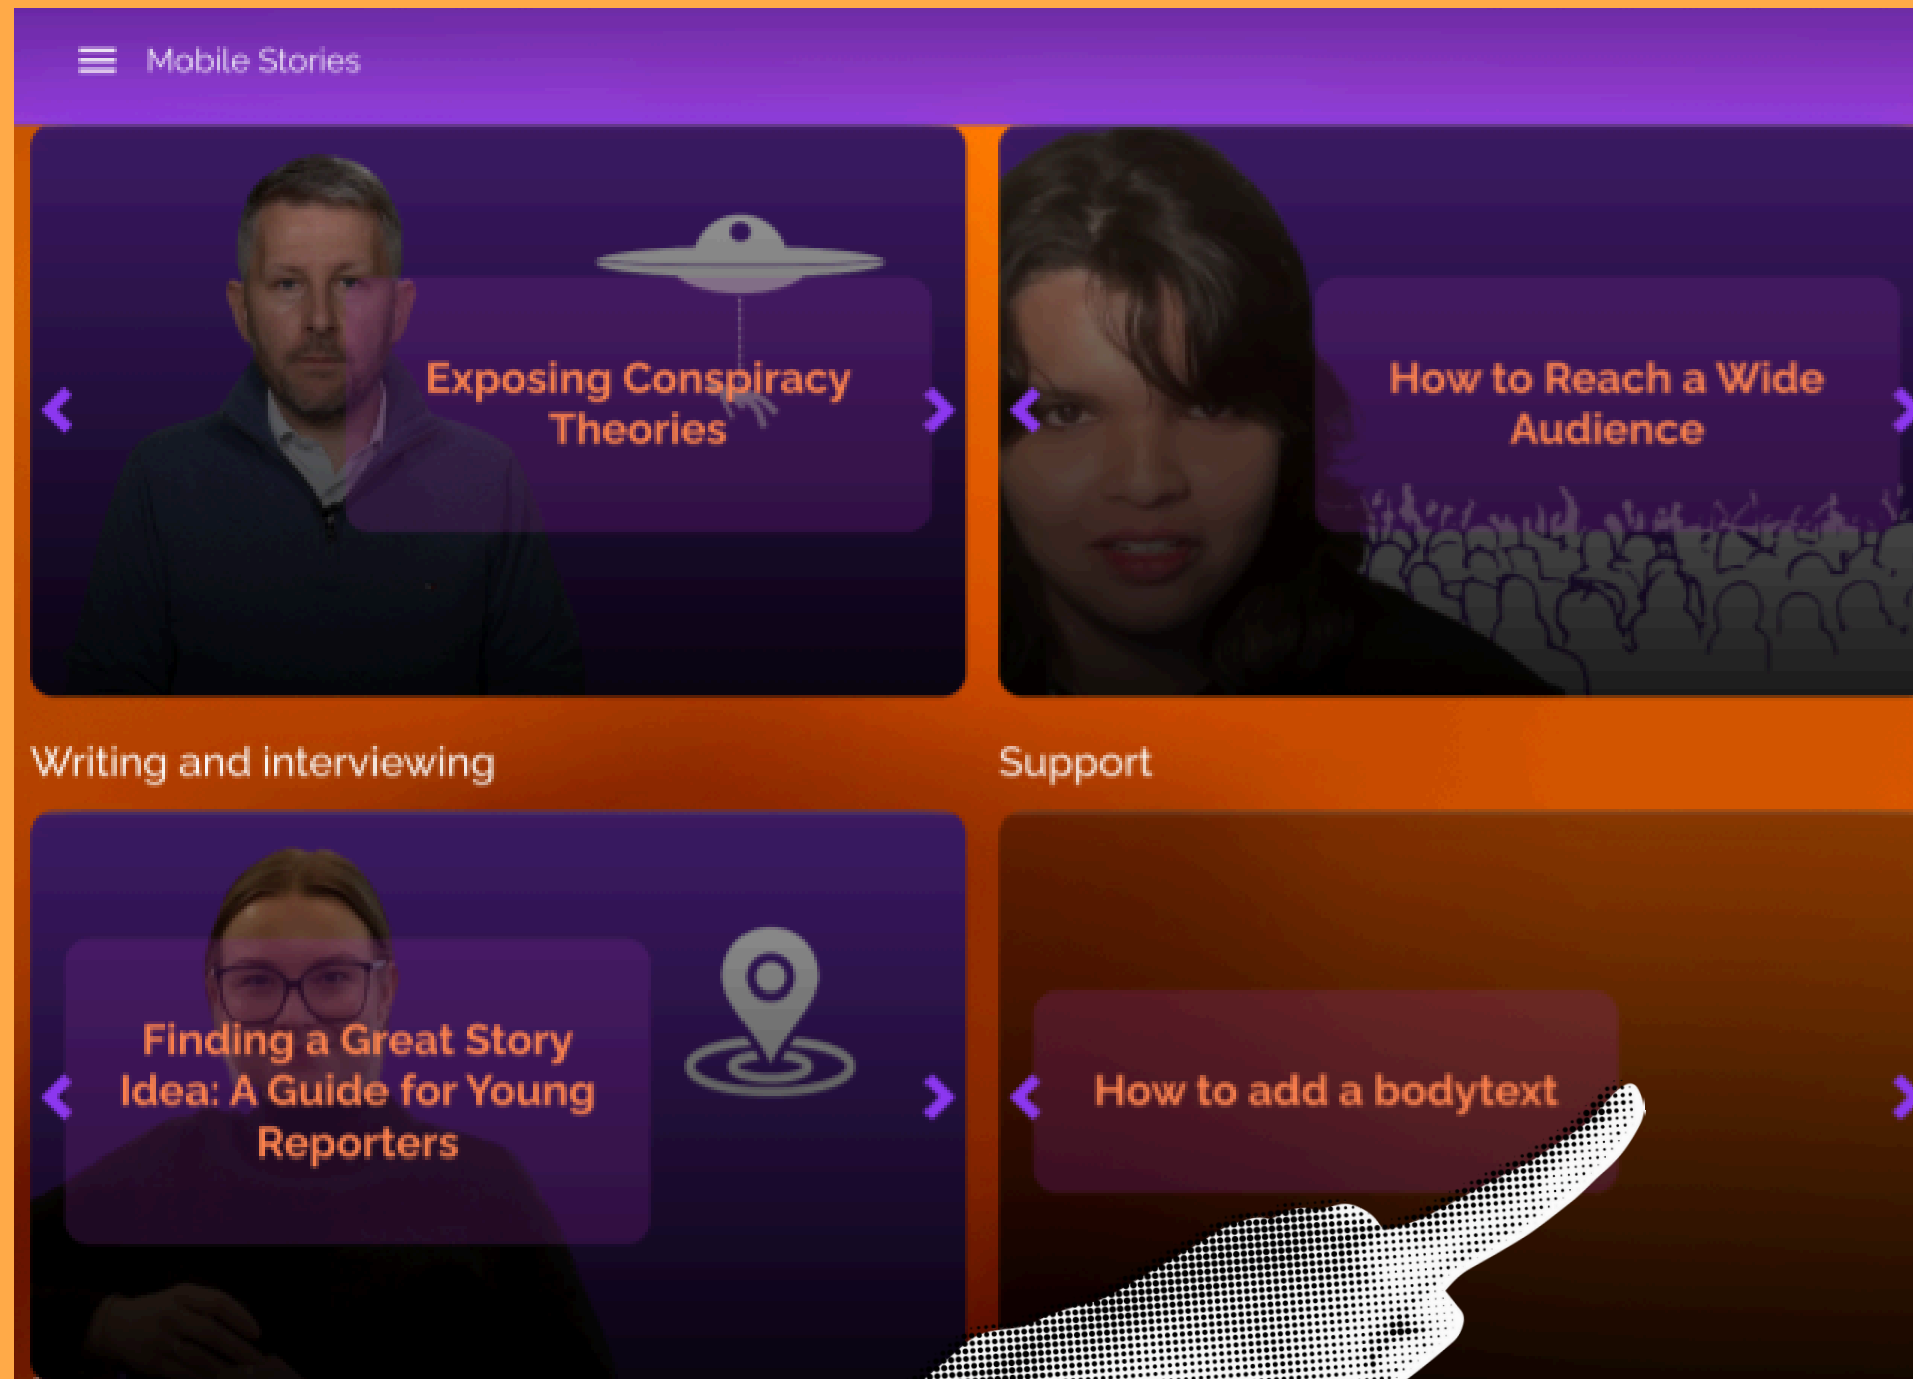 Mobile Stories
Exposing Conspiracy
Theories
How to Reach a Wide
Audience
Writing and interviewing
Support
Finding a Great Story
Idea: A Guide for Young
Reporters
How to add a bodytext